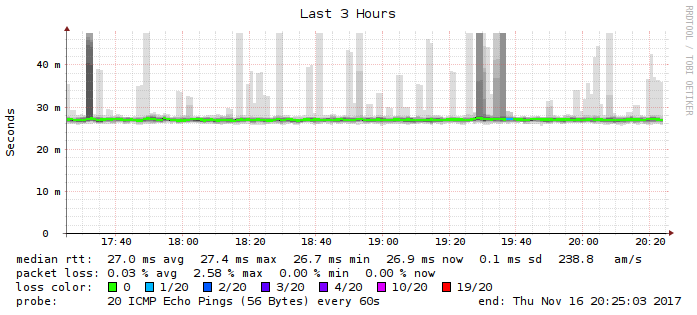 Last 3 Hours
RRDTOOL / TOBI OETIKER
Seconds
40 m
30 m
20 m
10 m
0
17:40 18:00 18:20 18:40 19:00 19:20 19:40 20:00 20:20
median rtt: 27.0 ms avg 27.4 ms max 26.7 ms min 26.9 ms now 0.1 ms sd 238.8 am/s
packet loss: 0.03 % avg 2.58 % max 0.00 % min 0.00 % now
loss color: 0 1/20 2/20 3/20 4/20 10/20 19/20
probe: 20 ICMP Echo Pings (56 Bytes) every 60s end: Thu Nov 16 20:25:03 2017